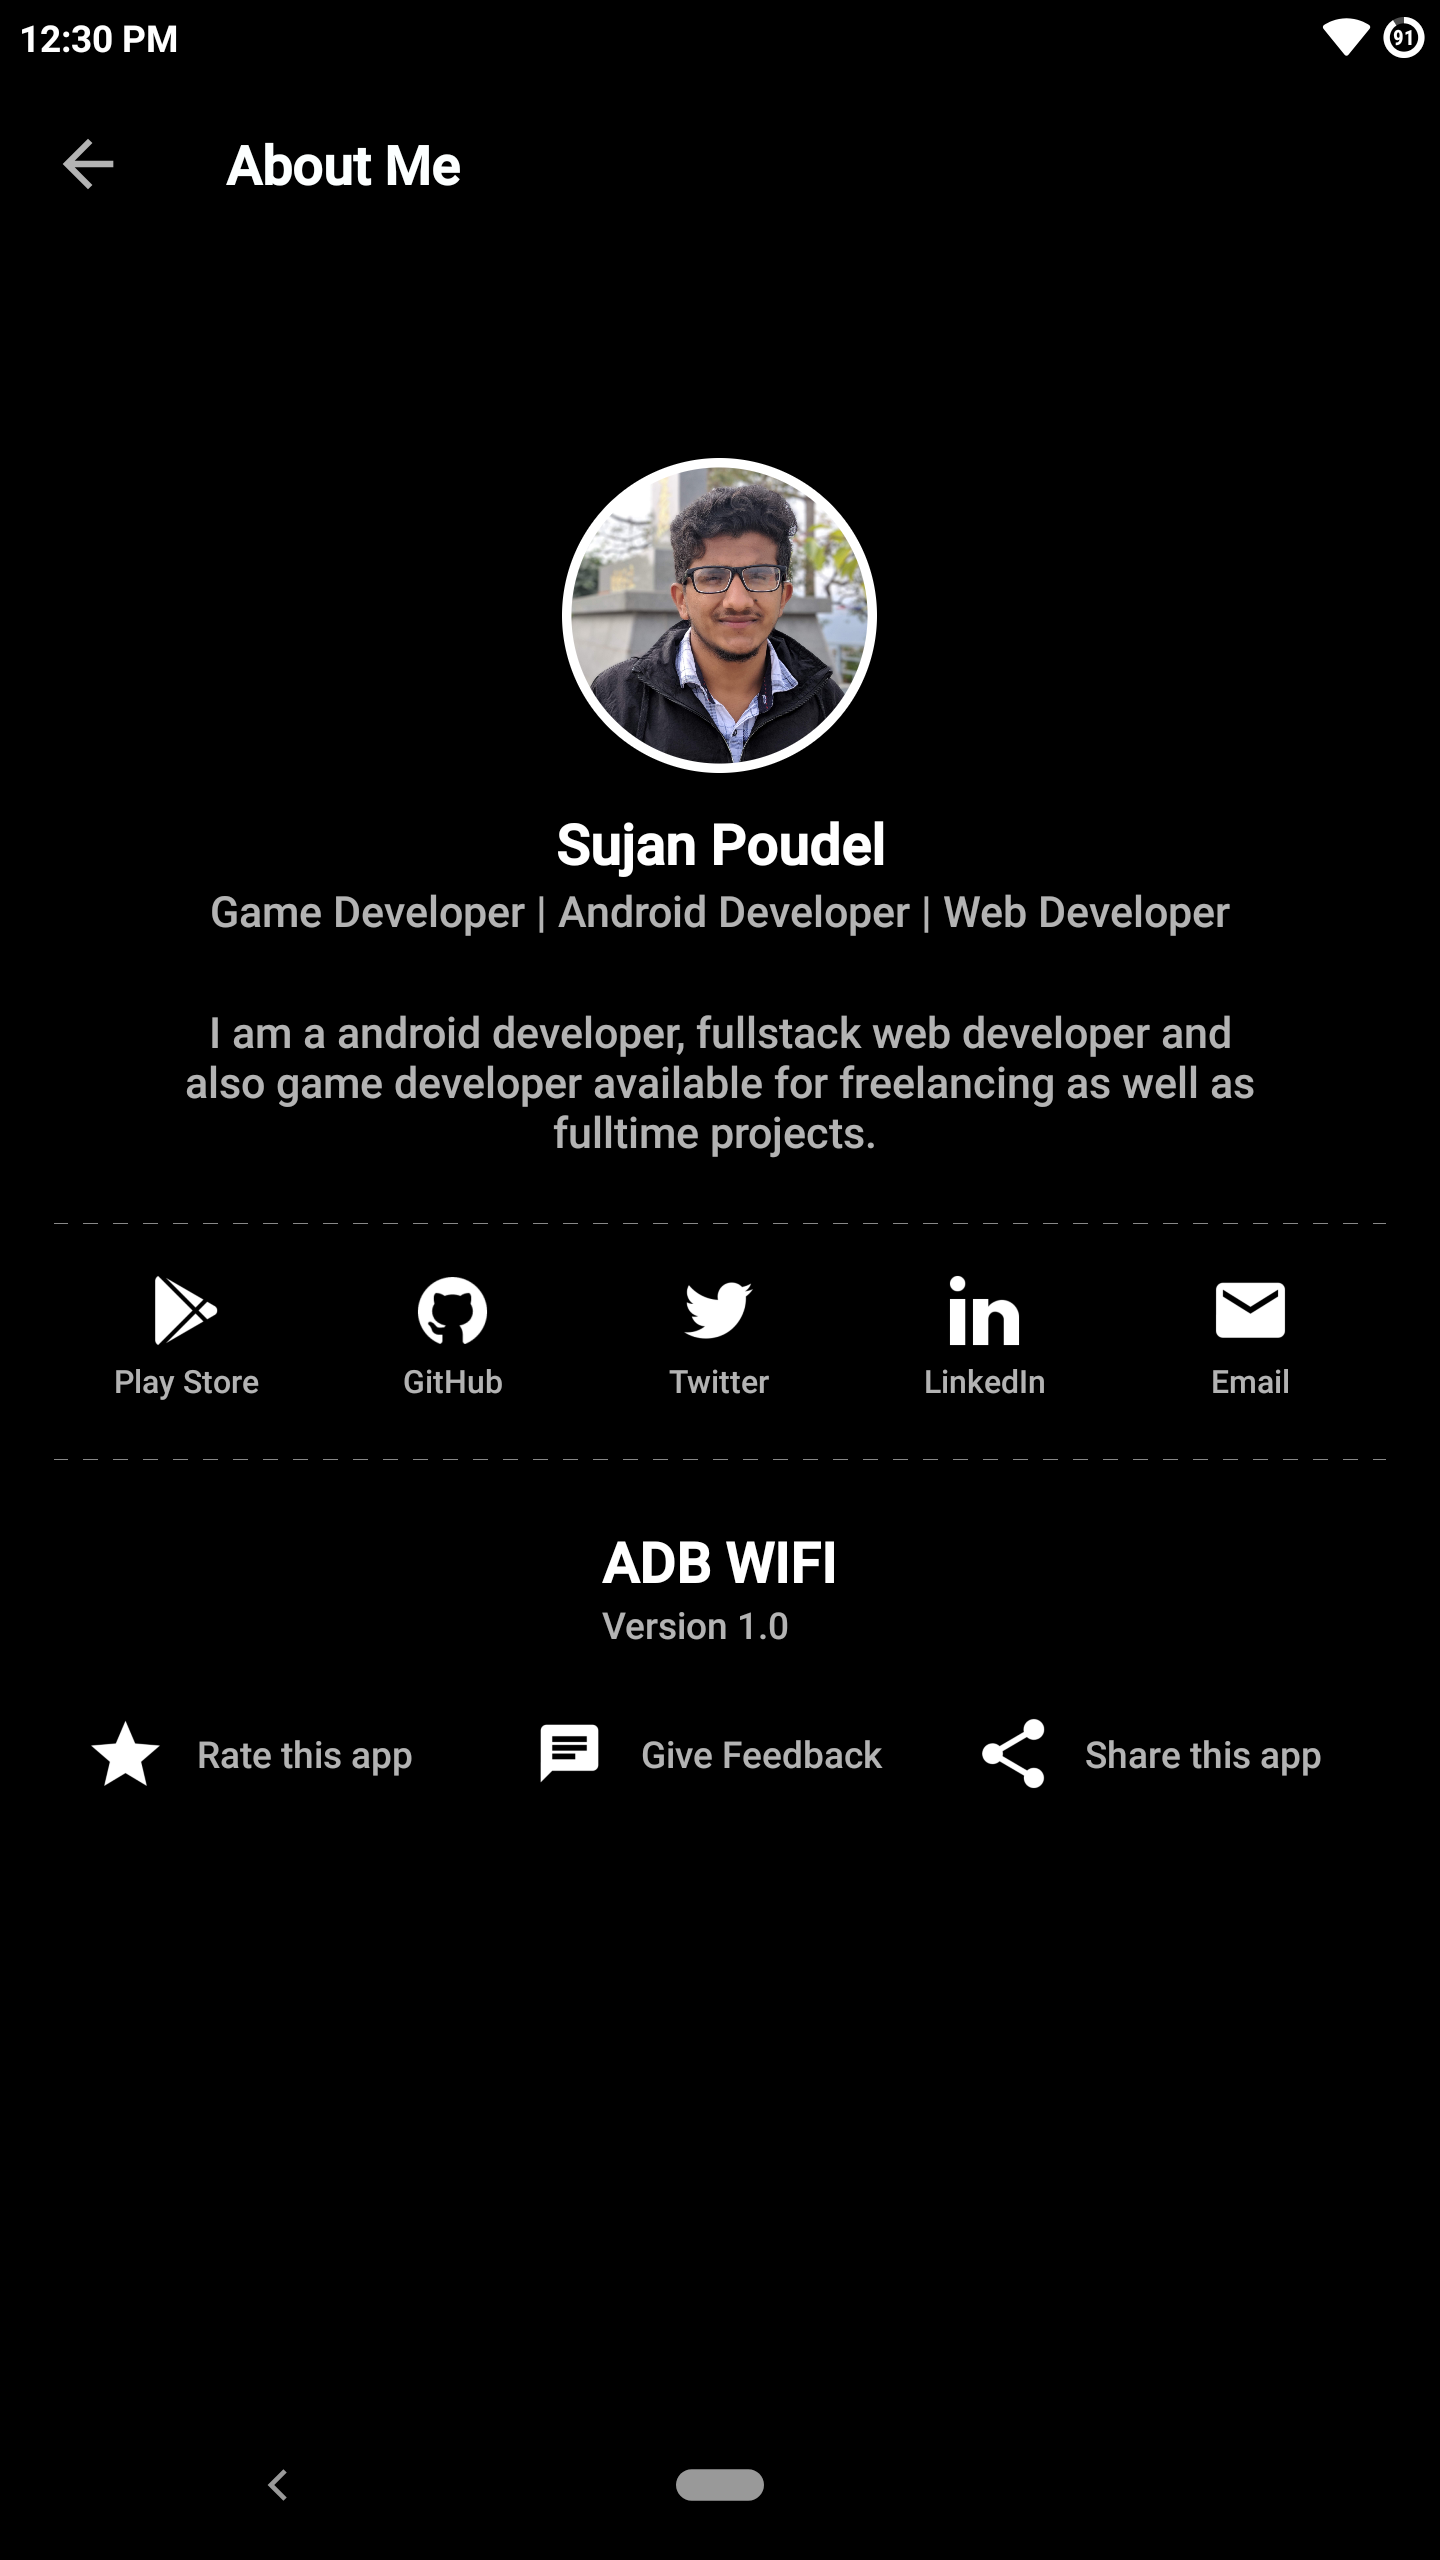 12:30 PM
91
About Me
Sujan Poudel
Game Developer | Android Developer | Web Developer
I am a android developer, fullstack web developer and
also game developer available for freelancing as well as
fulltime projects.
Play Store GitHub Twitter LinkedIn Email
ADB WIFI
Version 1.0
Rate this app Give Feedback Share this app